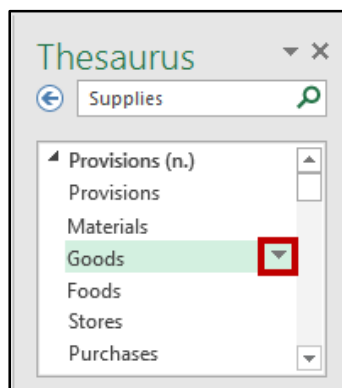 Thesaurus
Supplies
Provisions (n.)
Provisions
Materials
Goods
Foods
Stores
Purchases